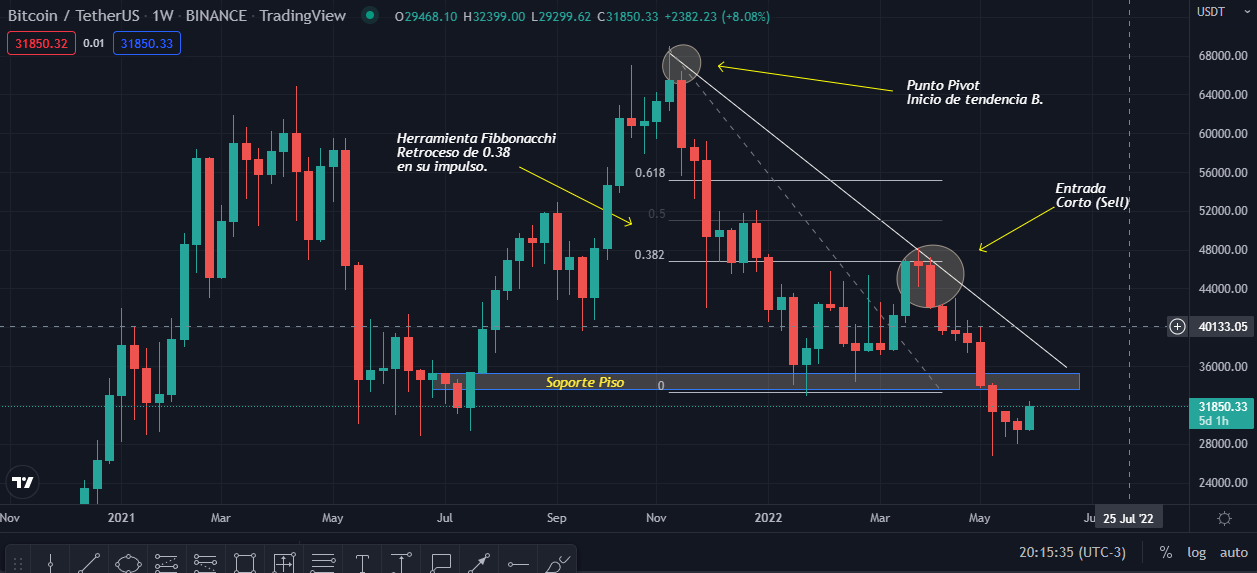 Bitcoin / TetherUS · 1W · BINANCE · TradingView
O29468.10 H32399.00 L29299.62 C31850.33 +2382.23 (+8.08%)
USDT
31850.32 0.01 31850.33
68000.00
64000.00
60000.00
56000.00
52000.00
48000.00
44000.00
40133.05
36000.00
31850.33
5d 1h
28000.00
24000.00
Punto Pivot
Inicio de tendencia B.
Herramienta Fibbonacchi
Retroceso de 0.38
en su impulso.
0.618
0.5
0.382
0
Entrada
Corto (Sell)
Soporte Piso
Nov 2021 Mar May Jul Sep Nov 2022 Mar May Ju 25 Jul '22
20:15:35 (UTC-3) % log auto